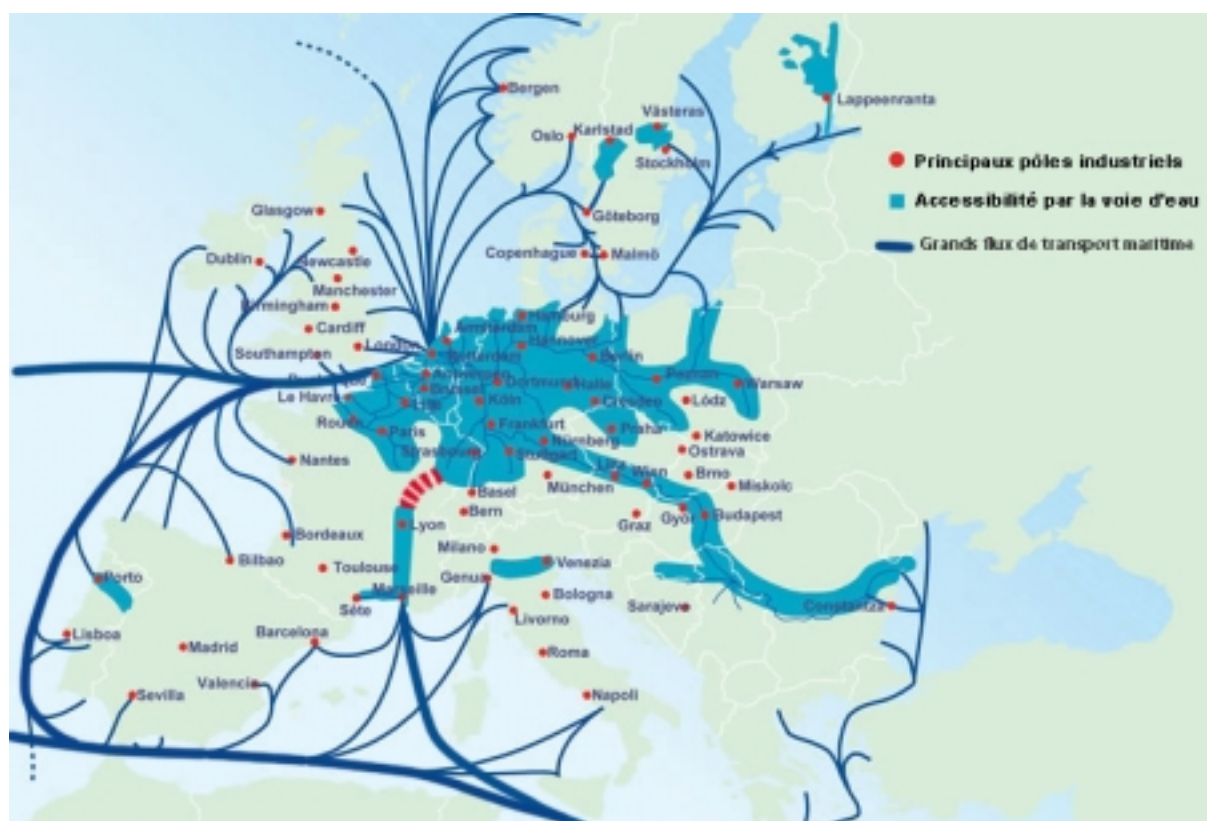 Bergen
Lappeenranta
Västeras
Oslo
Karlstad
Stockholm
Principaux pôles industriels
Accessibilité par la voie d'eau
Grands flux de transport maritime
Glasgow
Göteborg
Dublin
Newcastle
Copenhague
Malmö
Manchester
Birmingham
Hamburg
Cardiff
Amsterdam
Hannover
London
Southampton
Rotterdam
Berlin
Antwerpen
Dortmund
Halle
Poznan
Warsaw
Brussel
Le Havre
Lille
Köln
Dresden
Lódz
Rouen
Paris
Frankfurt
Praha
Katowice
Nürnberg
Ostrava
Strasbourg
Stuttgart
Nantes
Linz
Wien
Brno
München
Miskolc
Basel
Bern
Györ
Budapest
Lyon
Graz
Bordeaux
Milano
Bilbao
Toulouse
Venezia
Porto
Genua
Marseille
Bologna
Sète
Sarajevo
Constantza
Livorno
Lisboa
Barcelona
Madrid
Roma
Valencia
Sevilla
Napoli